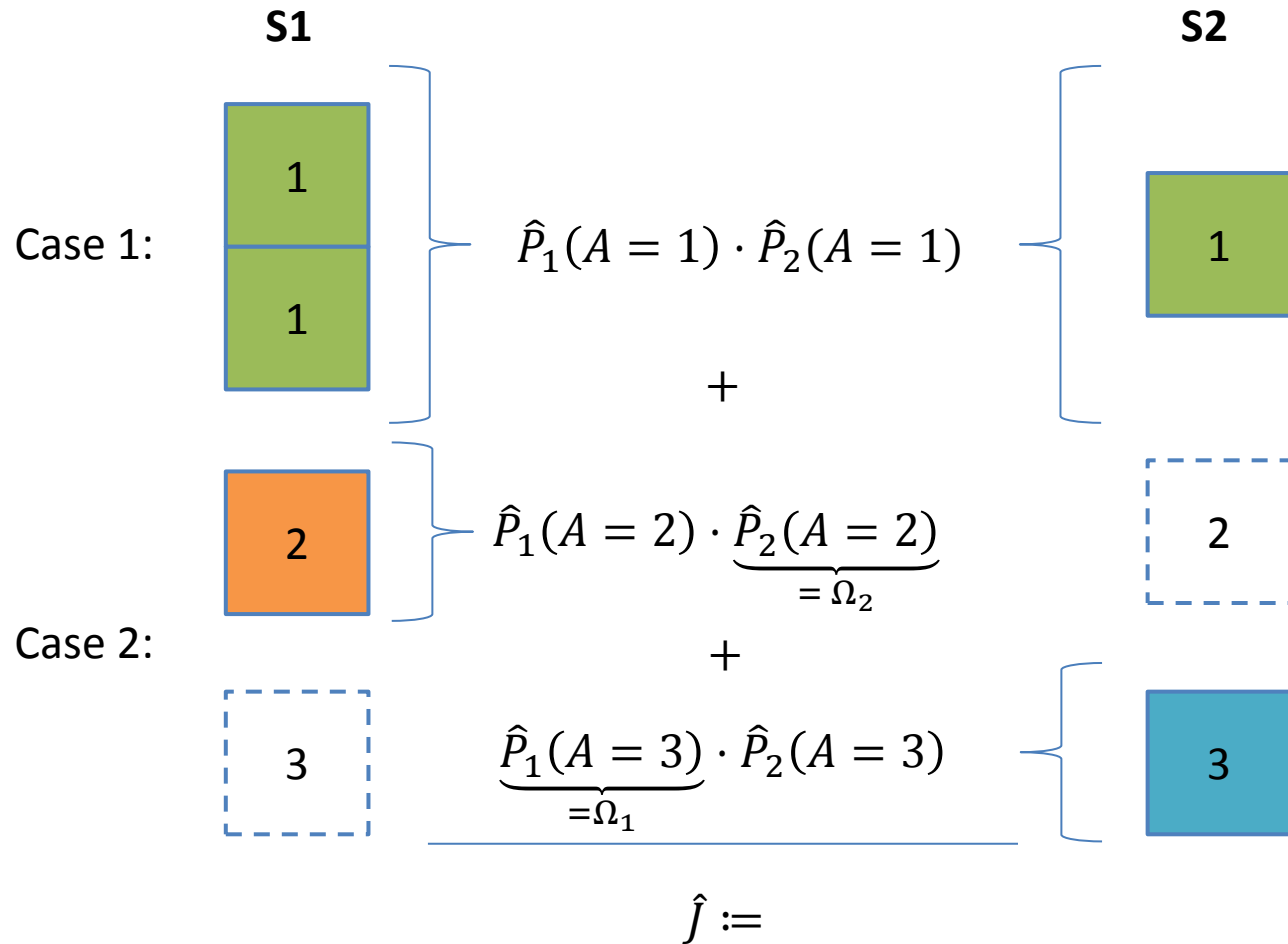 S1 S2
1
Case 1: P̂₁(A = 1) · P̂₂(A = 1) 1
1
+
2 P̂₁(A = 2) · P̂₂(A = 2) 2
= Ω₂
Case 2: +
3 P̂₁(A = 3) · P̂₂(A = 3) 3
=Ω₁
Ĵ :=